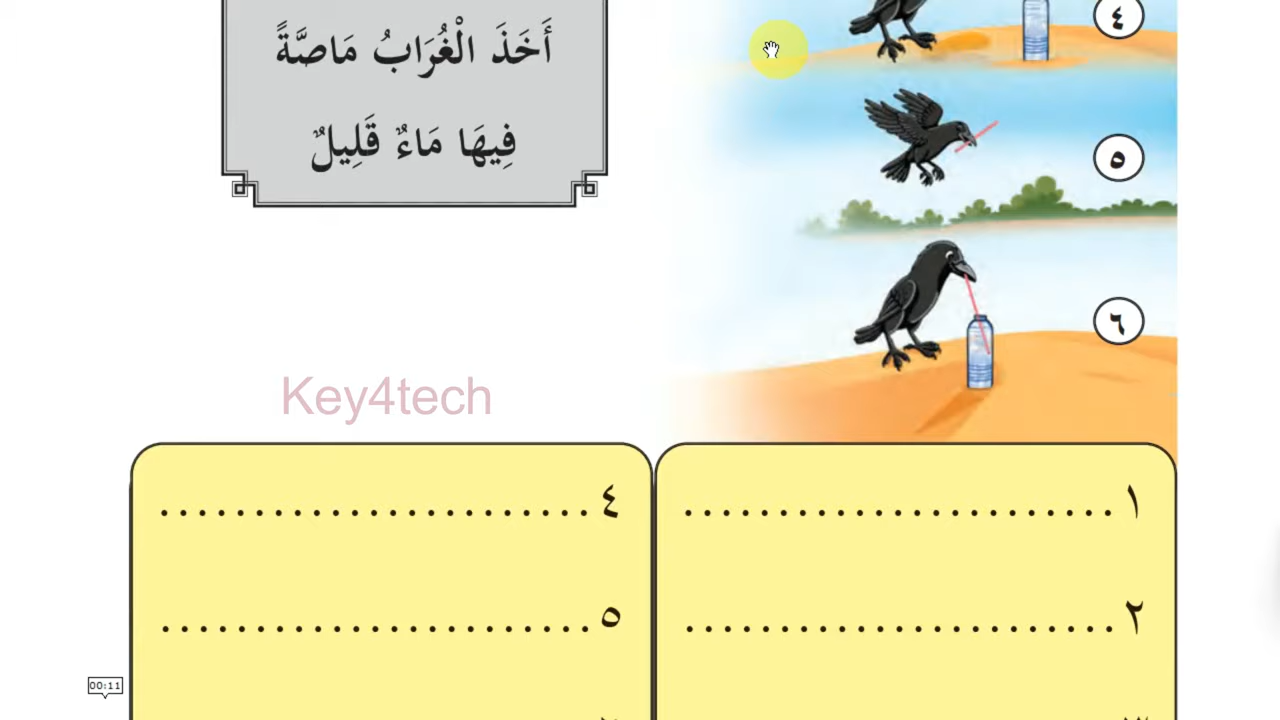 أَخَذَ الْغُرَابُ مَاصَّةً
فِيهَا مَاءٌ قَلِيلٌ
٤
٥
٦
Key4tech
١ ......................
٢ ......................
٤ ......................
٥ ......................
00:11